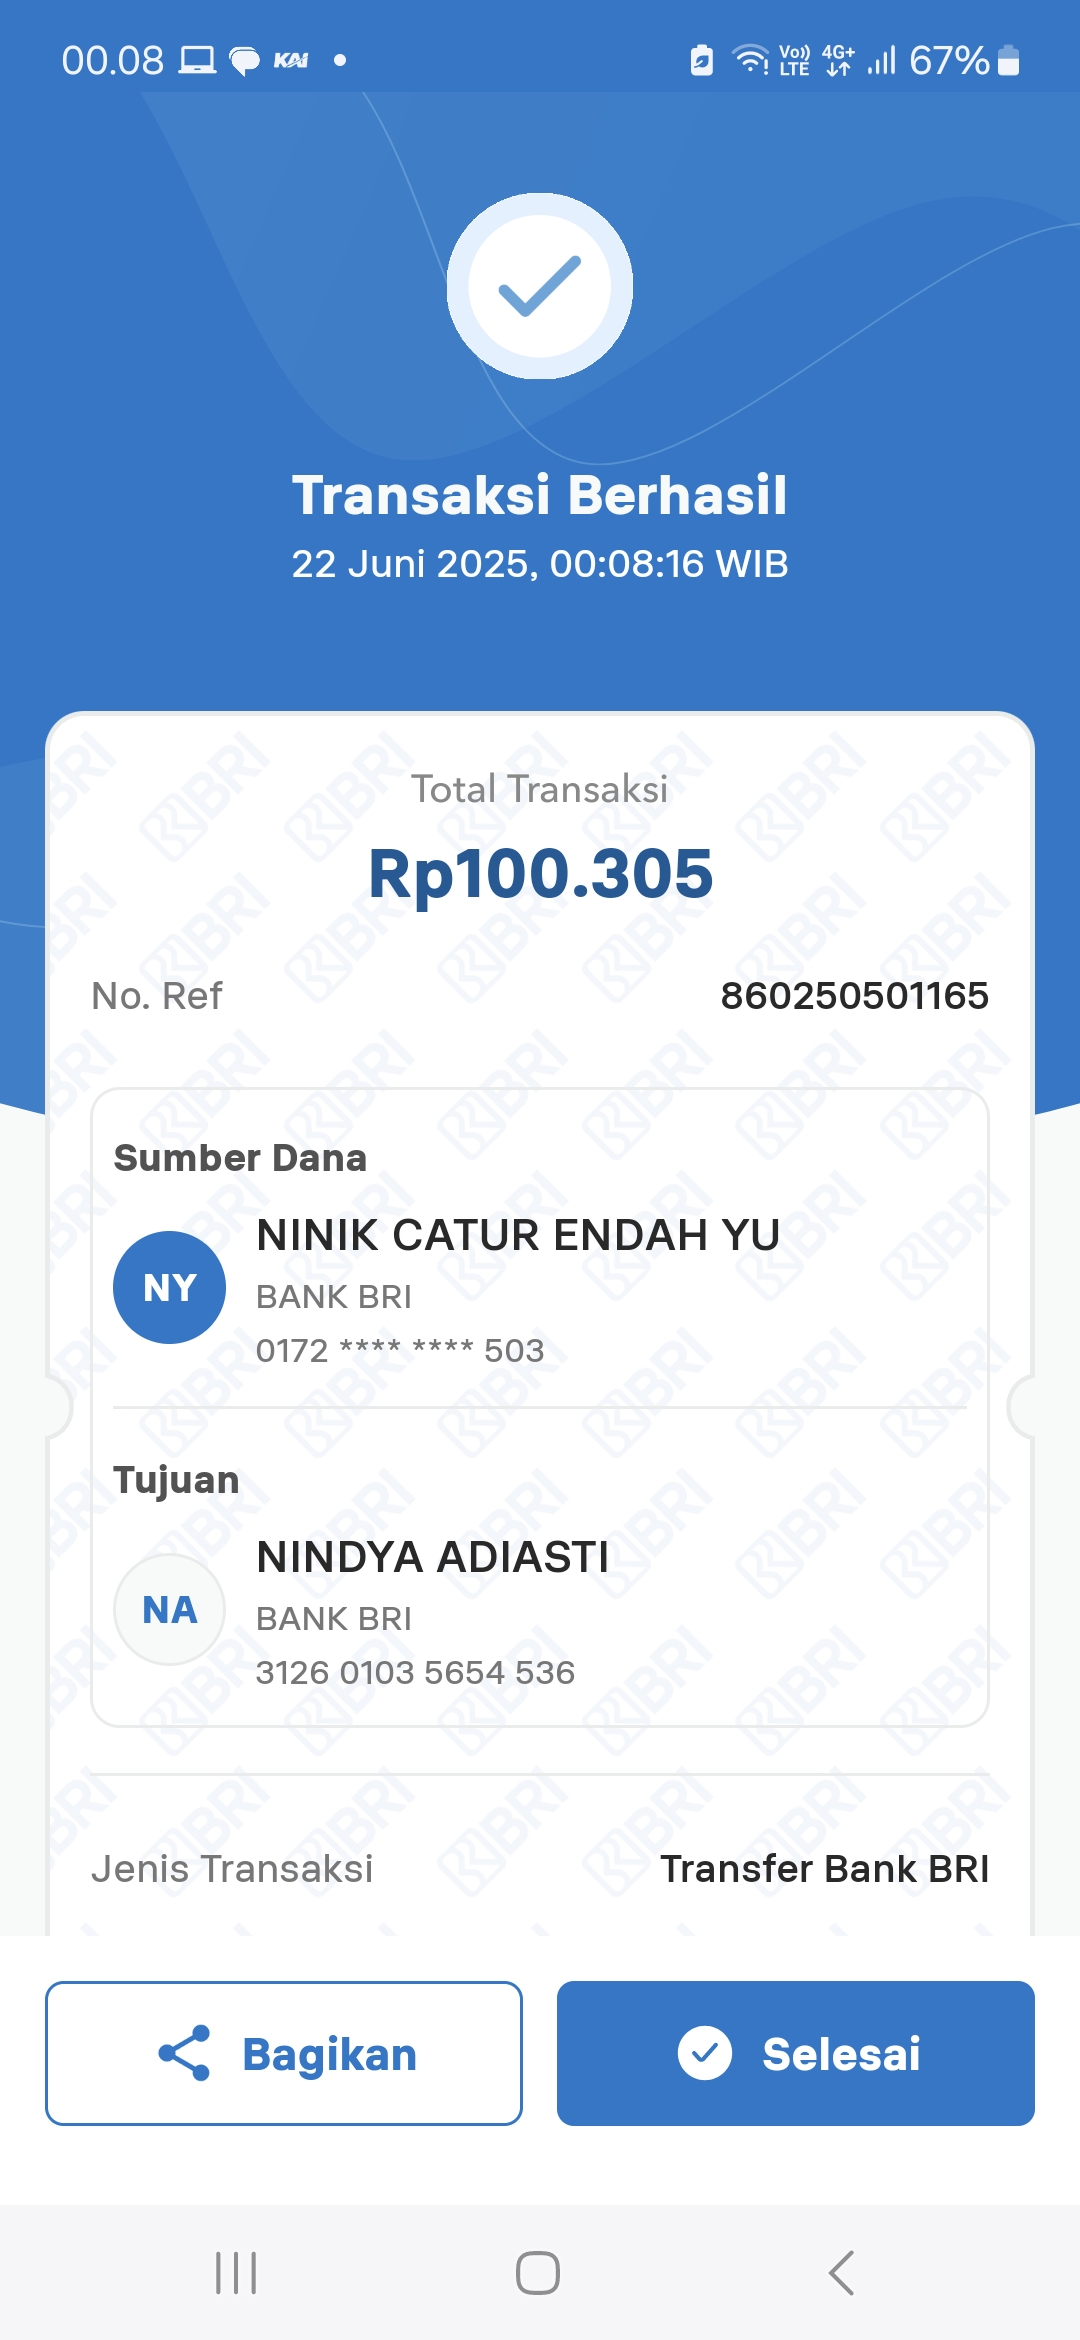 00.08 KAI Vo)) LTE 4G+ 67%
Transaksi Berhasil
22 Juni 2025, 00:08:16 WIB
Total Transaksi
Rp100.305
No. Ref 860250501165
Sumber Dana
NY
NINIK CATUR ENDAH YU
BANK BRI
0172 **** **** 503
Tujuan
NA
NINDYA ADIASTI
BANK BRI
3126 0103 5654 536
Jenis Transaksi Transfer Bank BRI
Bagikan Selesai